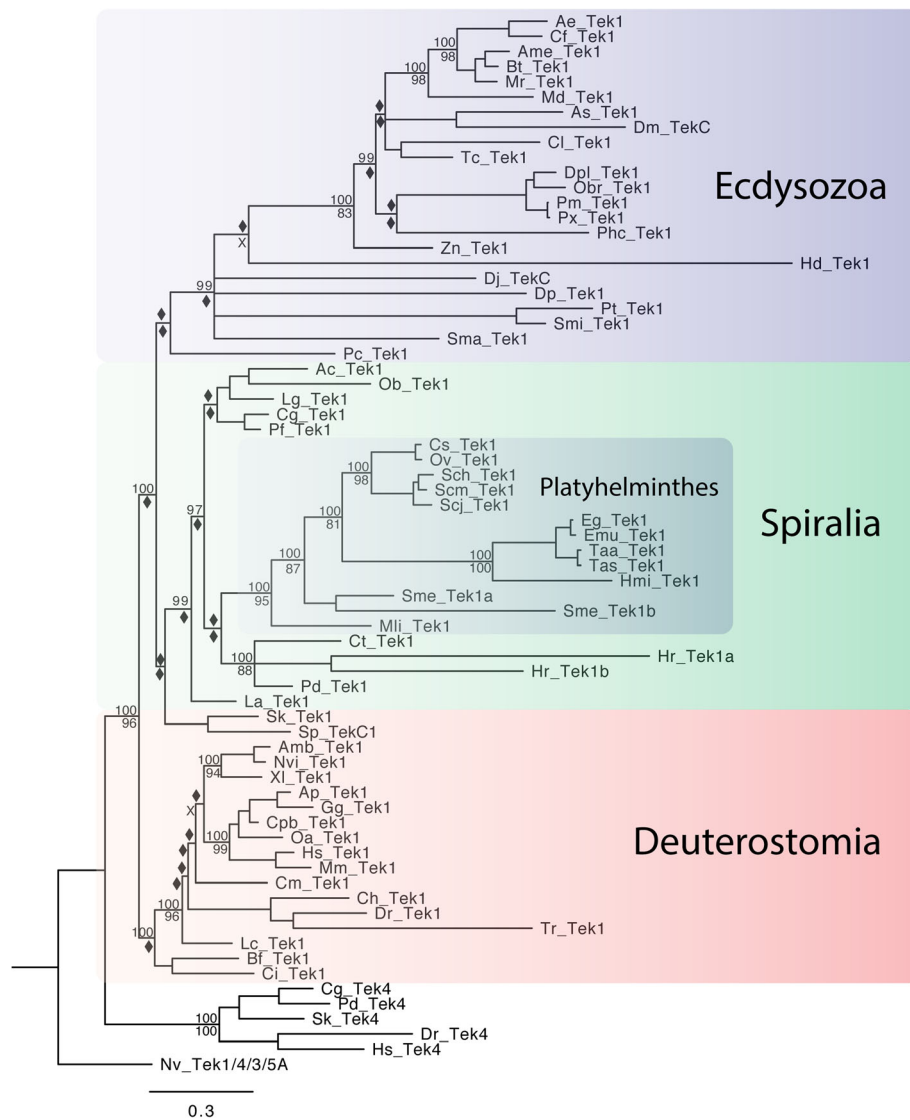 Ae_Tek1
Cf_Tek1
100
98
Ame_Tek1
Bt_Tek1
100
98
Mr_Tek1
Md_Tek1
As_Tek1
Dm_TekC
Cl_Tek1
99
Tc_Tek1
Dpl_Tek1
Ecdysozoa
Obr_Tek1
100
83
Pm_Tek1
Px_Tek1
Phc_Tek1
X
Zn_Tek1
Hd_Tek1
99
Dj_TekC
Dp_Tek1
Pt_Tek1
Smi_Tek1
Sma_Tek1
Pc_Tek1
Ac_Tek1
Ob_Tek1
Lg_Tek1
Cg_Tek1
Pf_Tek1
Cs_Tek1
Ov_Tek1
100
98
Sch_Tek1
Platyhelminthes
100
Scm_Tek1
Scj_Tek1
97
100
81
Eg_Tek1
Spiralia
Emu_Tek1
Taa_Tek1
100
100
Tas_Tek1
100
87
Hmi_Tek1
99
100
95
Sme_Tek1a
Sme_Tek1b
Mli_Tek1
Ct_Tek1
100
88
Hr_Tek1a
Hr_Tek1b
Pd_Tek1
La_Tek1
100
96
Sk_Tek1
Sp_TekC1
Amb_Tek1
100
94
Nvi_Tek1
Xl_Tek1
Ap_Tek1
X
Gg_Tek1
Cpb_Tek1
100
99
Oa_Tek1
Deuterostomia
Hs_Tek1
Mm_Tek1
Cm_Tek1
100
96
Ch_Tek1
Dr_Tek1
Tr_Tek1
100
Lc_Tek1
Bf_Tek1
Ci_Tek1
Cg_Tek4
Pd_Tek4
100
100
Sk_Tek4
Dr_Tek4
Hs_Tek4
Nv_Tek1/4/3/5A
0.3